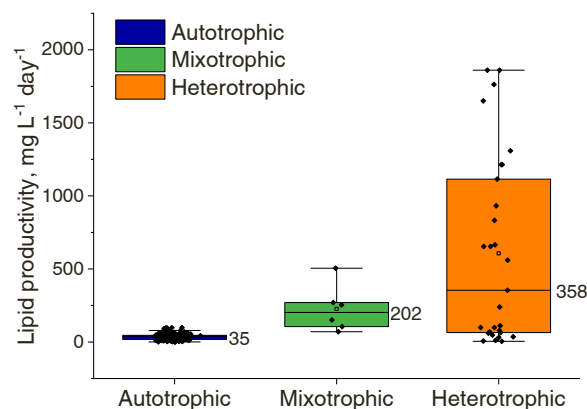 Autotrophic
Mixotrophic
Heterotrophic
Lipid productivity, mg L⁻¹ day⁻¹
2000
1500
1000
500
0
35
202
358
Autotrophic
Mixotrophic
Heterotrophic